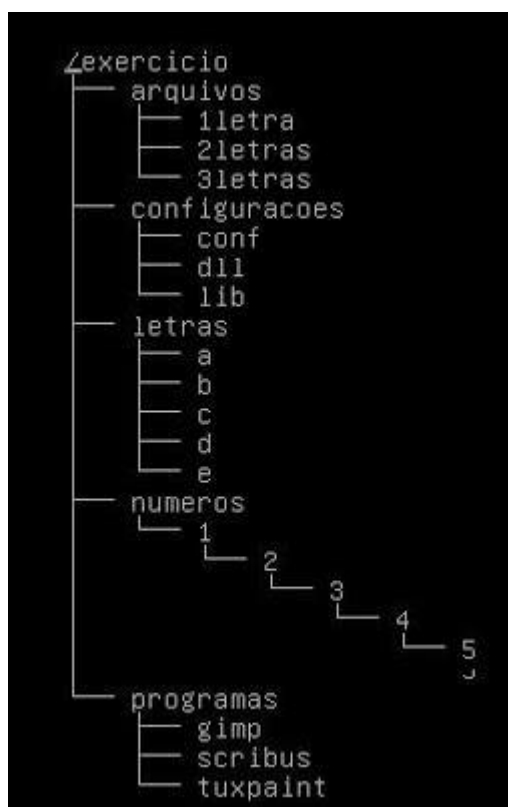 /exercicio
arquivos
1letra
2letras
3letras
configuracoes
conf
dll
lib
letras
a
b
c
d
e
numeros
1
2
3
4
5
programas
gimp
scribus
tuxpaint